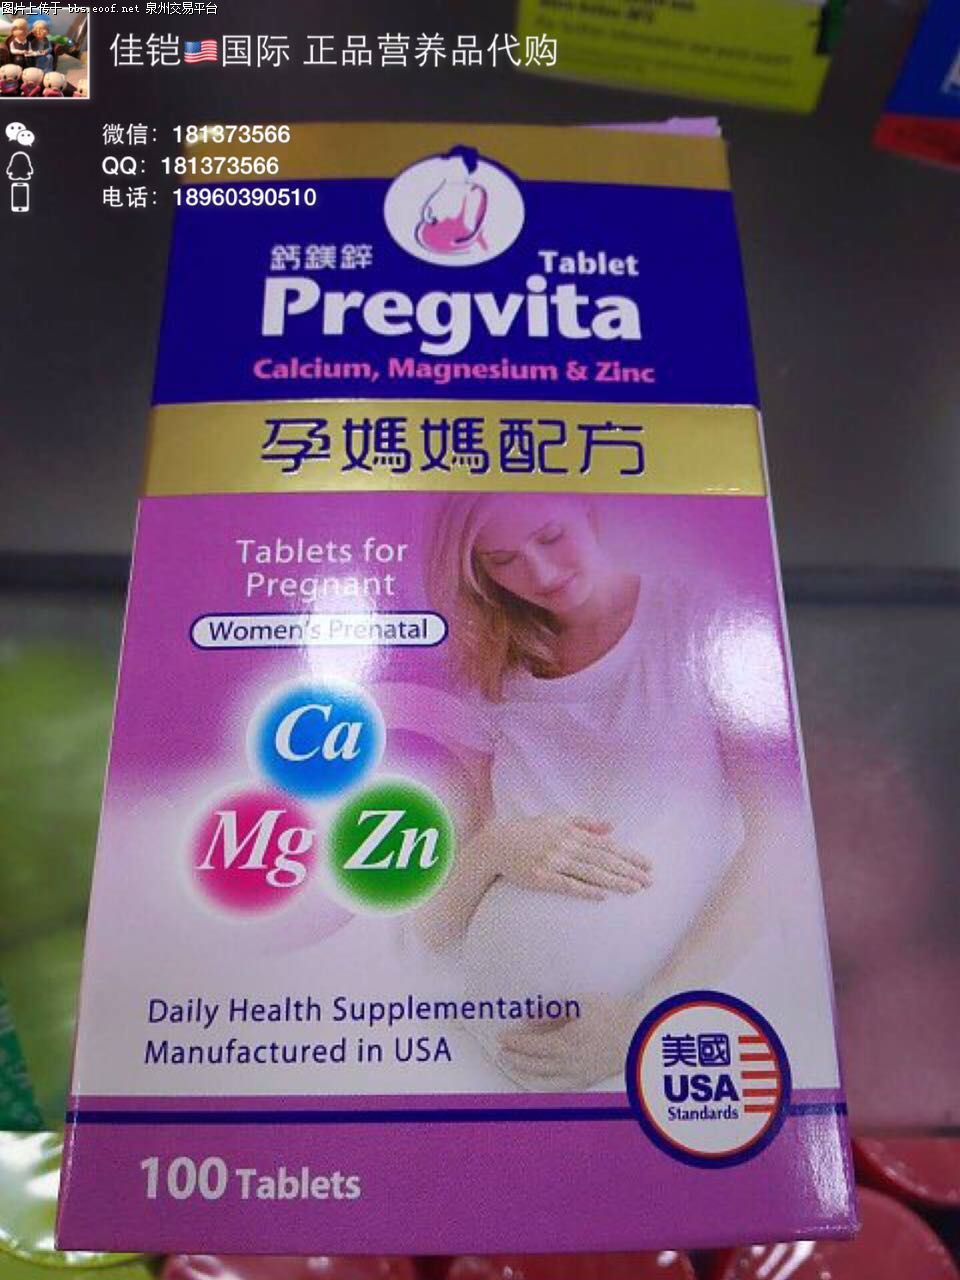 图片上传于 bbs.eoof.net 泉州交易平台
佳铠🇺🇸国际 正品营养品代购
微信：181373566
QQ：181373566
电话：18960390510
鈣鎂鋅
Tablet
Pregvita
Calcium, Magnesium & Zinc
孕媽媽配方
Tablets for
Pregnant
Women's Prenatal
Ca
Mg Zn
Daily Health Supplementation
Manufactured in USA
美國
USA
Standards
100 Tablets